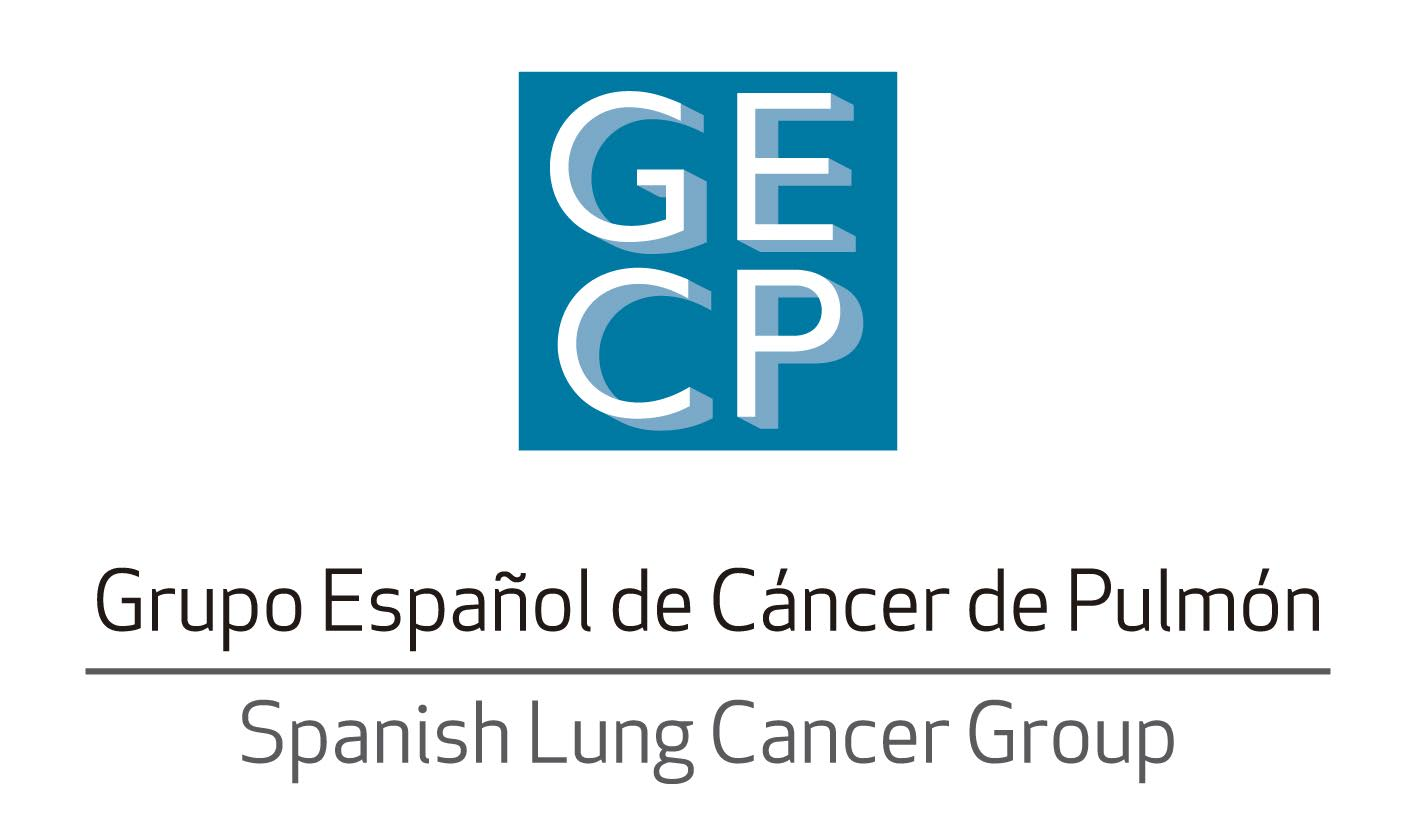 GE
CP
Grupo Español de Cáncer de Pulmón
Spanish Lung Cancer Group